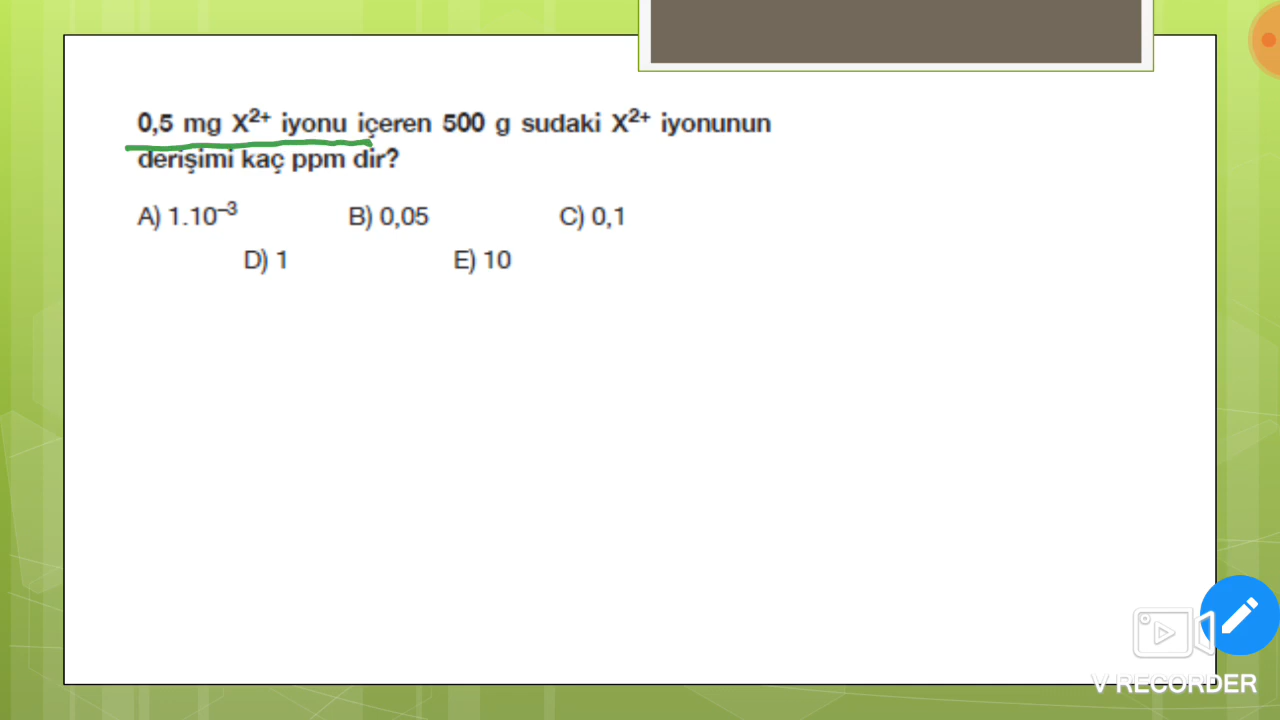 0,5 mg X²⁺ iyonu içeren 500 g sudaki X²⁺ iyonunun
derişimi kaç ppm dir?
A) 1.10⁻³ B) 0,05 C) 0,1
D) 1 E) 10
V RECORDER